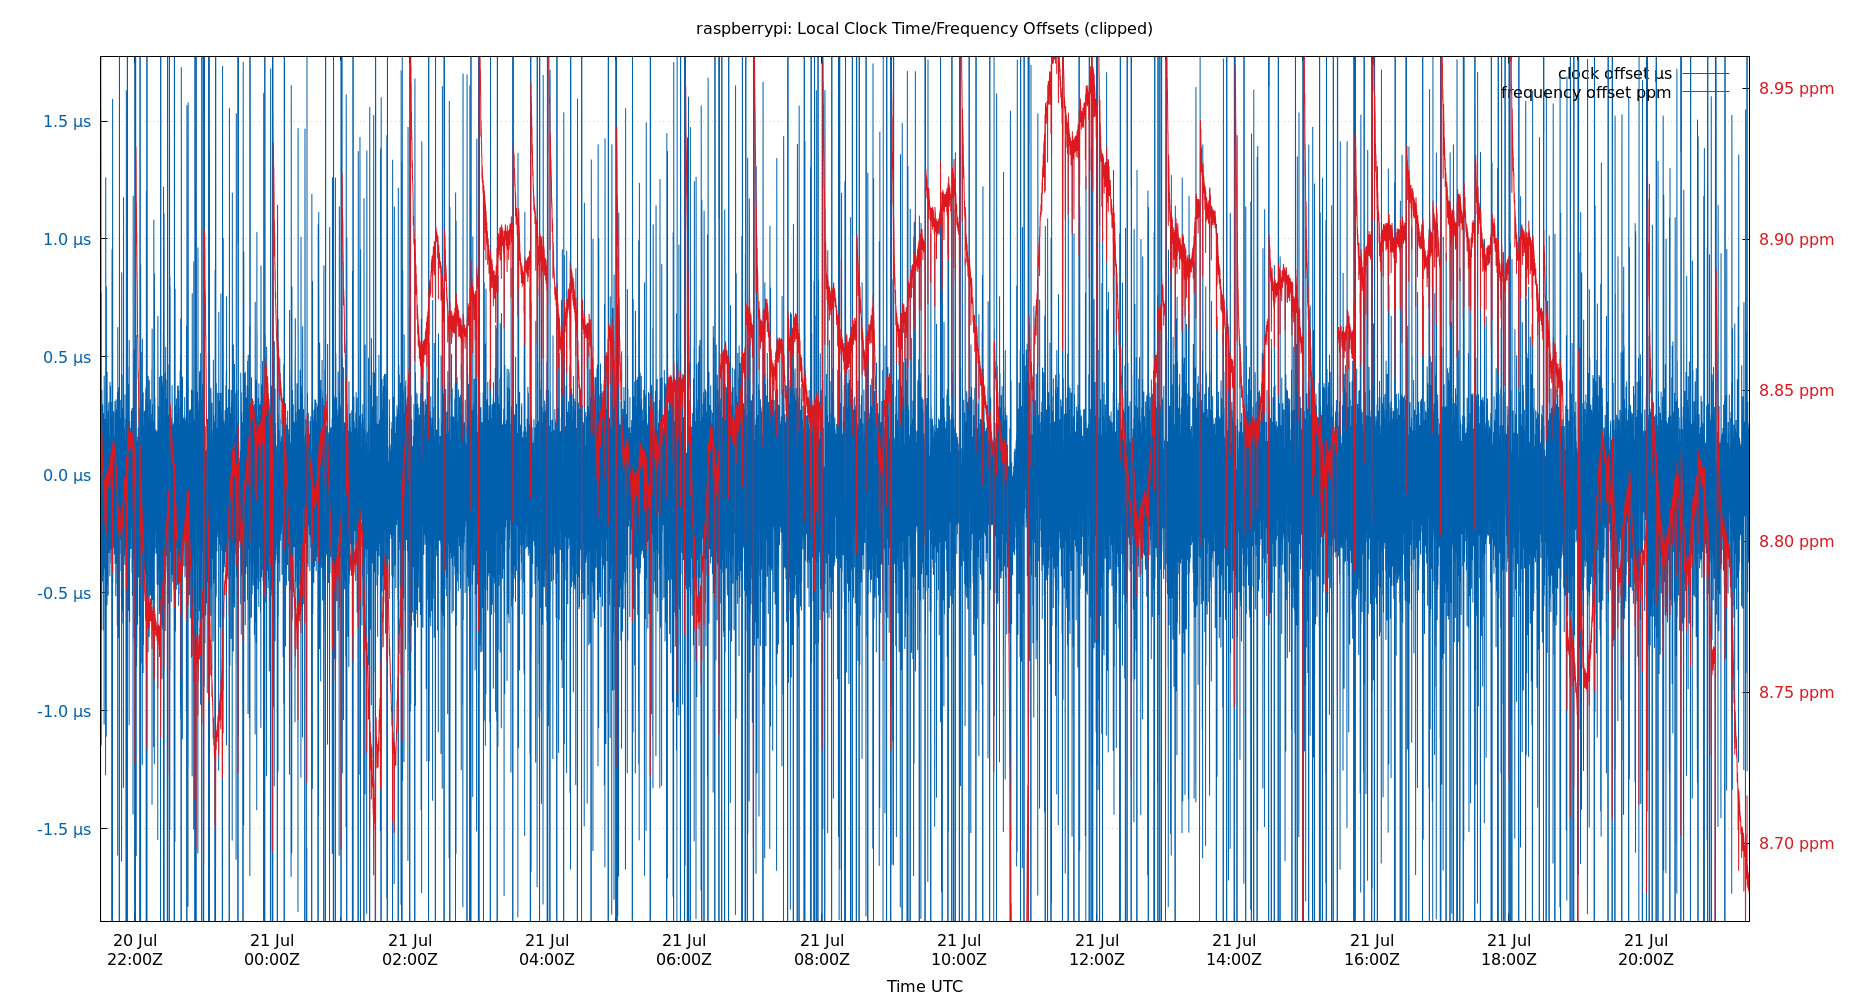 raspberrypi: Local Clock Time/Frequency Offsets (clipped)
clock offset µs
frequency offset ppm
1.5 µs
1.0 µs
0.5 µs
0.0 µs
-0.5 µs
-1.0 µs
-1.5 µs
8.95 ppm
8.90 ppm
8.85 ppm
8.80 ppm
8.75 ppm
8.70 ppm
20 Jul 21 Jul 21 Jul 21 Jul 21 Jul 21 Jul 21 Jul 21 Jul 21 Jul 21 Jul 21 Jul 21 Jul
22:00Z 00:00Z 02:00Z 04:00Z 06:00Z 08:00Z 10:00Z 12:00Z 14:00Z 16:00Z 18:00Z 20:00Z
Time UTC